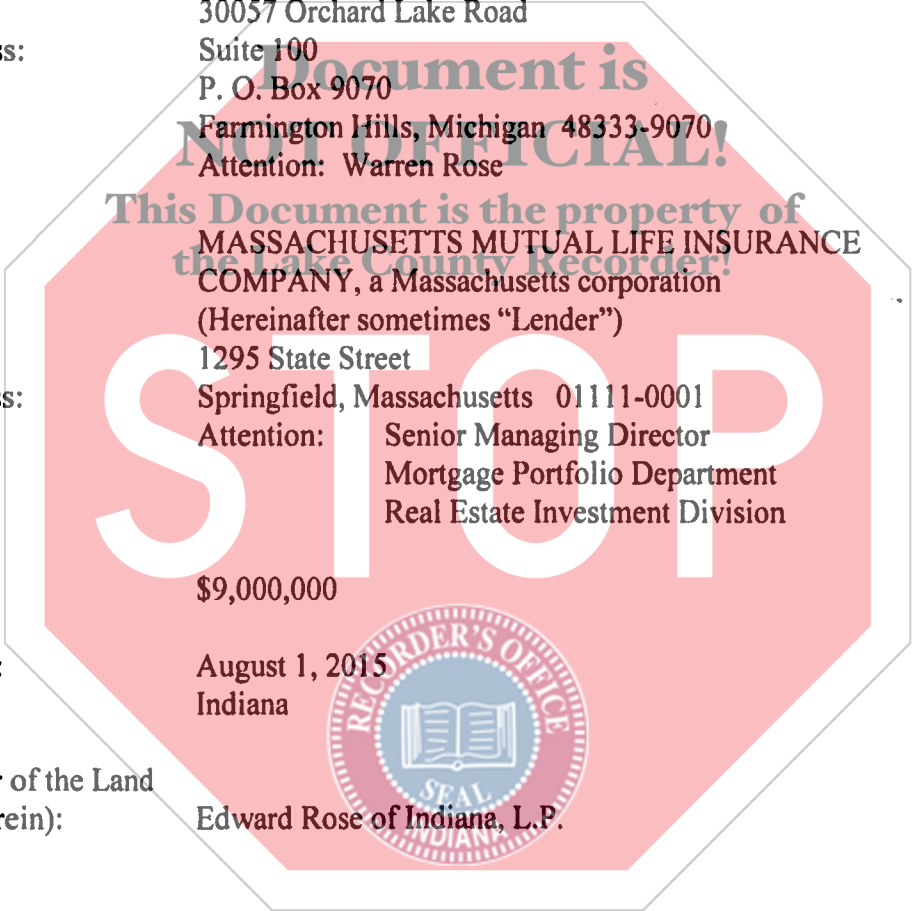 30057 Orchard Lake Road
ss: Suite 100
P. O. Box 9070
Farmington Hills, Michigan 48333-9070
Attention: Warren Rose
Document is
NOT OFFICIAL!
This Document is the property of
the Lake County Recorder!
MASSACHUSETTS MUTUAL LIFE INSURANCE
COMPANY, a Massachusetts corporation
(Hereinafter sometimes “Lender”)
1295 State Street
ss: Springfield, Massachusetts 01111-0001
Attention: Senior Managing Director
Mortgage Portfolio Department
Real Estate Investment Division
STOP
$9,000,000
: August 1, 2015
Indiana
r of the Land
rein): Edward Rose of Indiana, L.P.
RECORDER'S OFFICE
SEAL
INDIANA